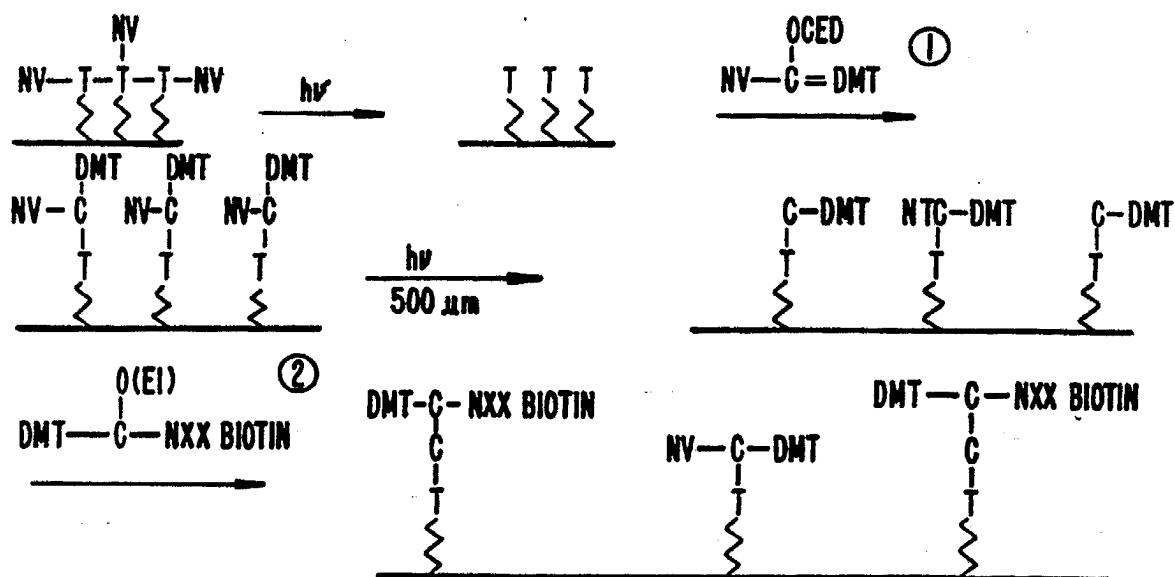 NV
NV—T—T—T—NV
hν
T T T
OCED
NV—C=DMT
①
DMT DMT DMT
NV—C NV—C NV—C
T T T
hν
500 µm
C—DMT NTC—DMT C—DMT
T T T
②
O(EI)
DMT—C—NXX BIOTIN
DMT—C—NXX BIOTIN
C
T
NV—C—DMT
T
DMT—C—NXX BIOTIN
C
T